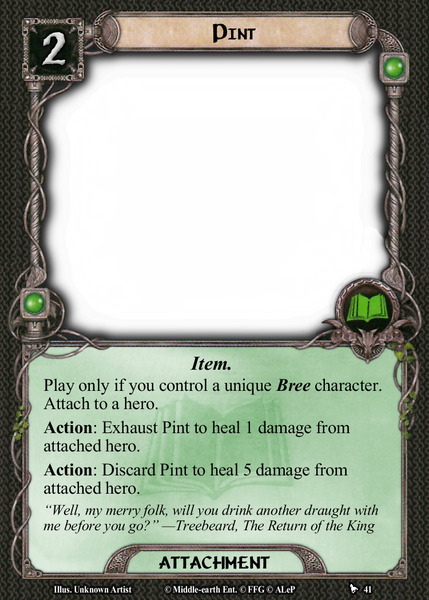 2
Pint
Item.
Play only if you control a unique Bree character.
Attach to a hero.
Action: Exhaust Pint to heal 1 damage from
attached hero.
Action: Discard Pint to heal 5 damage from
attached hero.
“Well, my merry folk, will you drink another draught with
me before you go?” —Treebeard, The Return of the King
ATTACHMENT
Illus. Unknown Artist © Middle-earth Ent. © FFG © ALeP 41